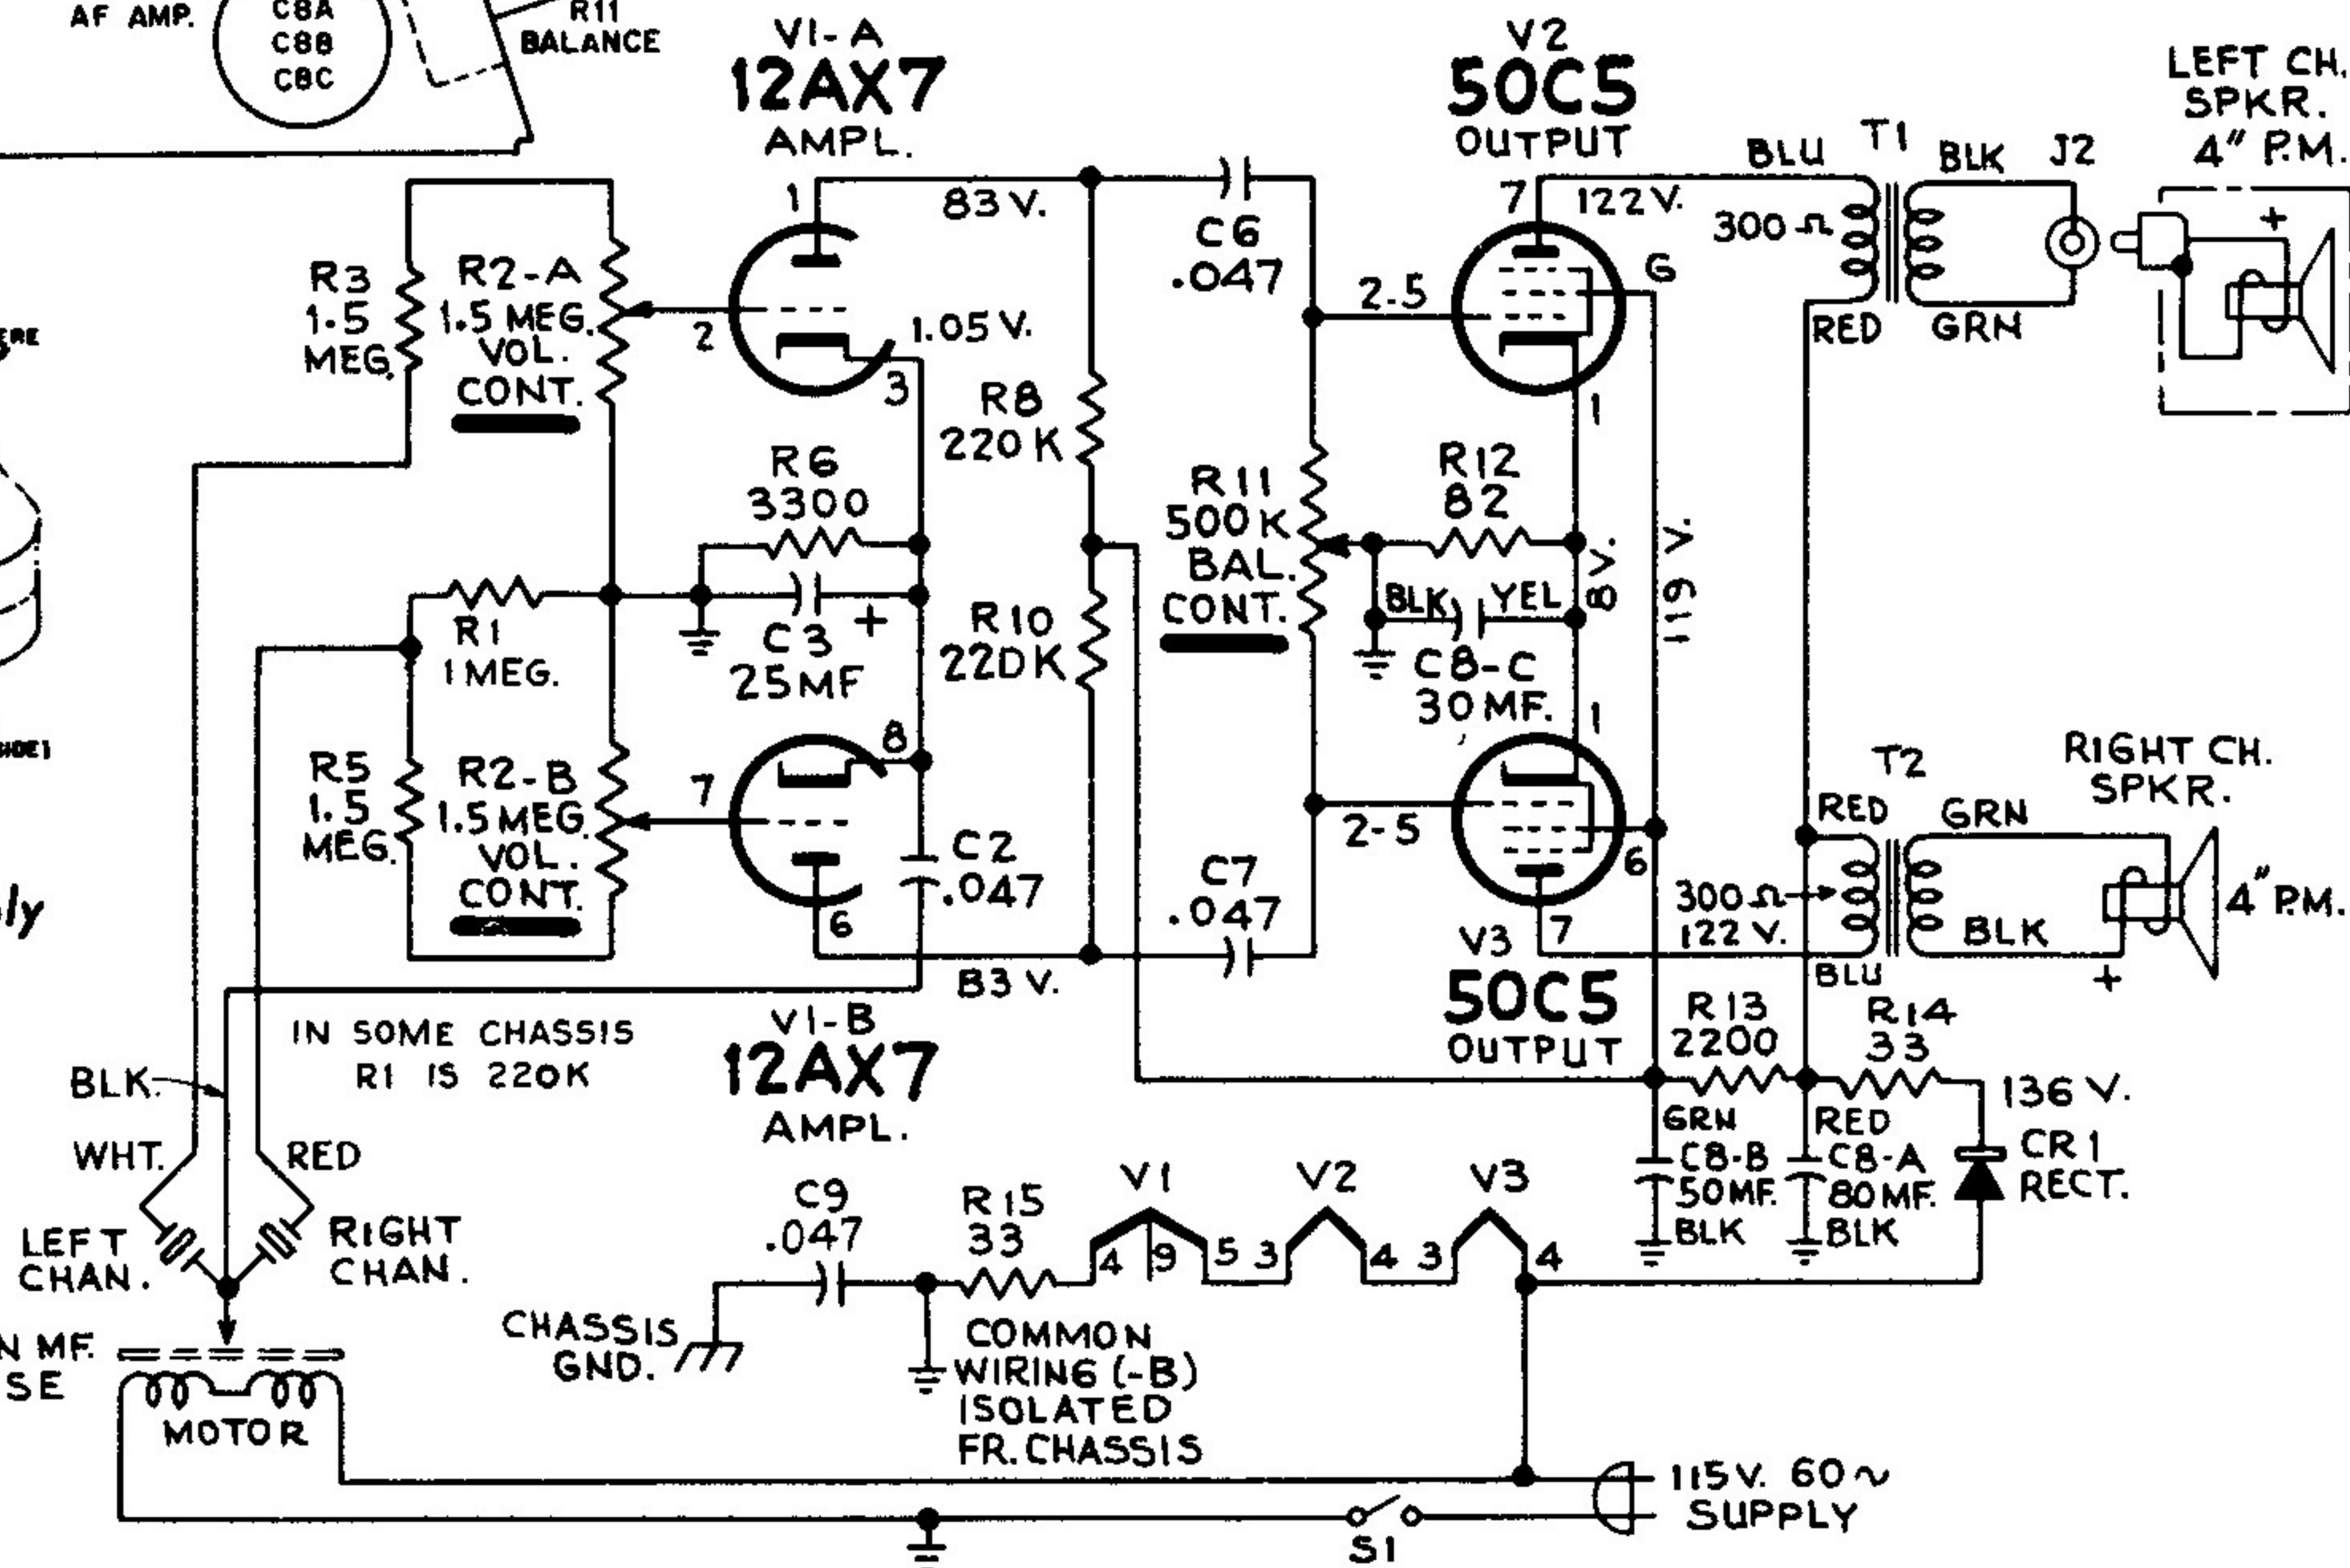 AF AMP.
C8A
C8B
C8C
R11
BALANCE
V1-A
12AX7
AMPL.
V2
50C5
OUTPUT
LEFT CH.
SPKR.
4" P.M.
BLU
T1
BLK
J2
1
83 V.
C6
.047
7
122V.
300 Ω
6
+
R3
1.5
MEG.
R2-A
1.5 MEG.
VOL.
CONT.
2
1.05 V.
3
2-5
RED
GRN
1
R8
220 K
R6
3300
R11
500K
BAL.
CONT.
R12
82
8 V.
119 V.
BLK
YEL
R1
1 MEG.
C3
+
25MF
R10
22DK
C8-C
30 MF.
1
R5
1.5
MEG.
R2-B
1.5 MEG.
VOL.
CONT.
7
8
C2
.047
6
C7
.047
2-5
6
T2
RED
GRN
RIGHT CH.
SPKR.
4" P.M.
300 Ω
122 V.
7
BLU
BLK
+
V3
50C5
OUTPUT
83 V.
V1-B
12AX7
AMPL.
IN SOME CHASSIS
R1 IS 220K
R13
2200
R14
33
136 V.
BLK.
WHT.
RED
GRN
C8-B
50MF.
BLK
RED
C8-A
80 MF.
BLK
CR1
RECT.
LEFT
CHAN.
RIGHT
CHAN.
C9
.047
R15
33
V1
V2
V3
4
9
5
3
4
3
4
CHASSIS
GND.
COMMON
WIRING (-B)
ISOLATED
FR. CHASSIS
MF.
SE
MOTOR
115V. 60~
SUPPLY
S1